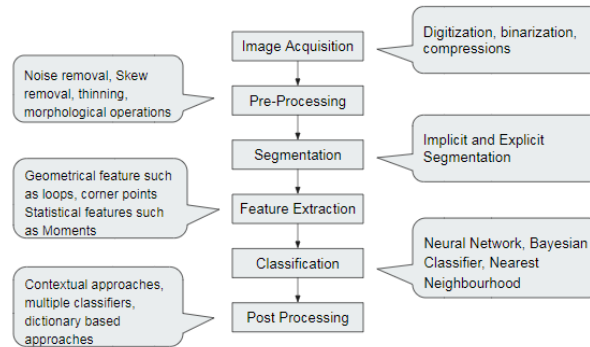 Image Acquisition
Digitization, binarization,
compressions
Noise removal, Skew
removal, thinning,
morphological operations
Pre-Processing
Segmentation
Implicit and Explicit
Segmentation
Geometrical feature such
as loops, corner points
Statistical features such
as Moments
Feature Extraction
Classification
Neural Network, Bayesian
Classifier, Nearest
Neighbourhood
Contextual approaches,
multiple classifiers,
dictionary based
approaches
Post Processing